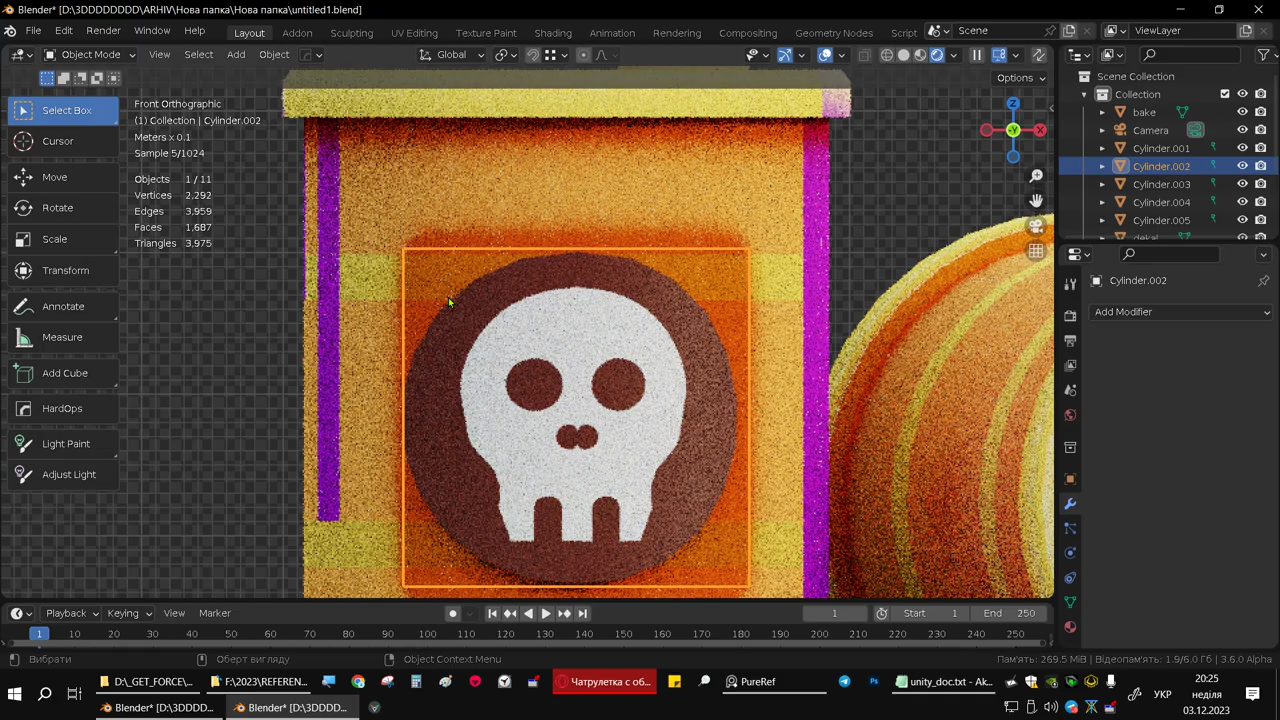 Blender* [D:\3DDDDDDDD\ARHIV\Нова папка\Нова папка\untitled1.blend]
File Edit Render Window Help Layout Addon Sculpting UV Editing Texture Paint Shading Animation Rendering Compositing Geometry Nodes Script Scene ViewLayer
Object Mode View Select Add Object Global
Options
Select Box
Cursor
Move
Rotate
Scale
Transform
Annotate
Measure
Add Cube
HardOps
Light Paint
Adjust Light
Front Orthographic
(1) Collection | Cylinder.002
Meters x 0.1
Sample 5/1024
Objects 1 / 11
Vertices 2.292
Edges 3.959
Faces 1.687
Triangles 3.975
Z
-Y
X
Scene Collection
Collection
bake
Camera
Cylinder.001
Cylinder.002
Cylinder.003
Cylinder.004
Cylinder.005
dekal
Cylinder.002
Add Modifier
Playback Keying View Marker 1 Start 1 End 250
1 10 20 30 40 50 60 70 80 90 100 110 120 130 140 150 160 170 180 190 200 210 220 230 240 250
Вибрати Оберт вигляду Object Context Menu Пам'ять: 269.5 MiB | Відеопам'ять: 1.9/6.0 Гб | 3.6.0 Alpha
D:\_GET_FORCE/... F:\2023\REFEREN... Чатрулетка с об... PureRef unity_doc.txt - Ak... УКР
20:25
неділя
03.12.2023
Blender* [D:\3DDDD... Blender* [D:\3DDDD...